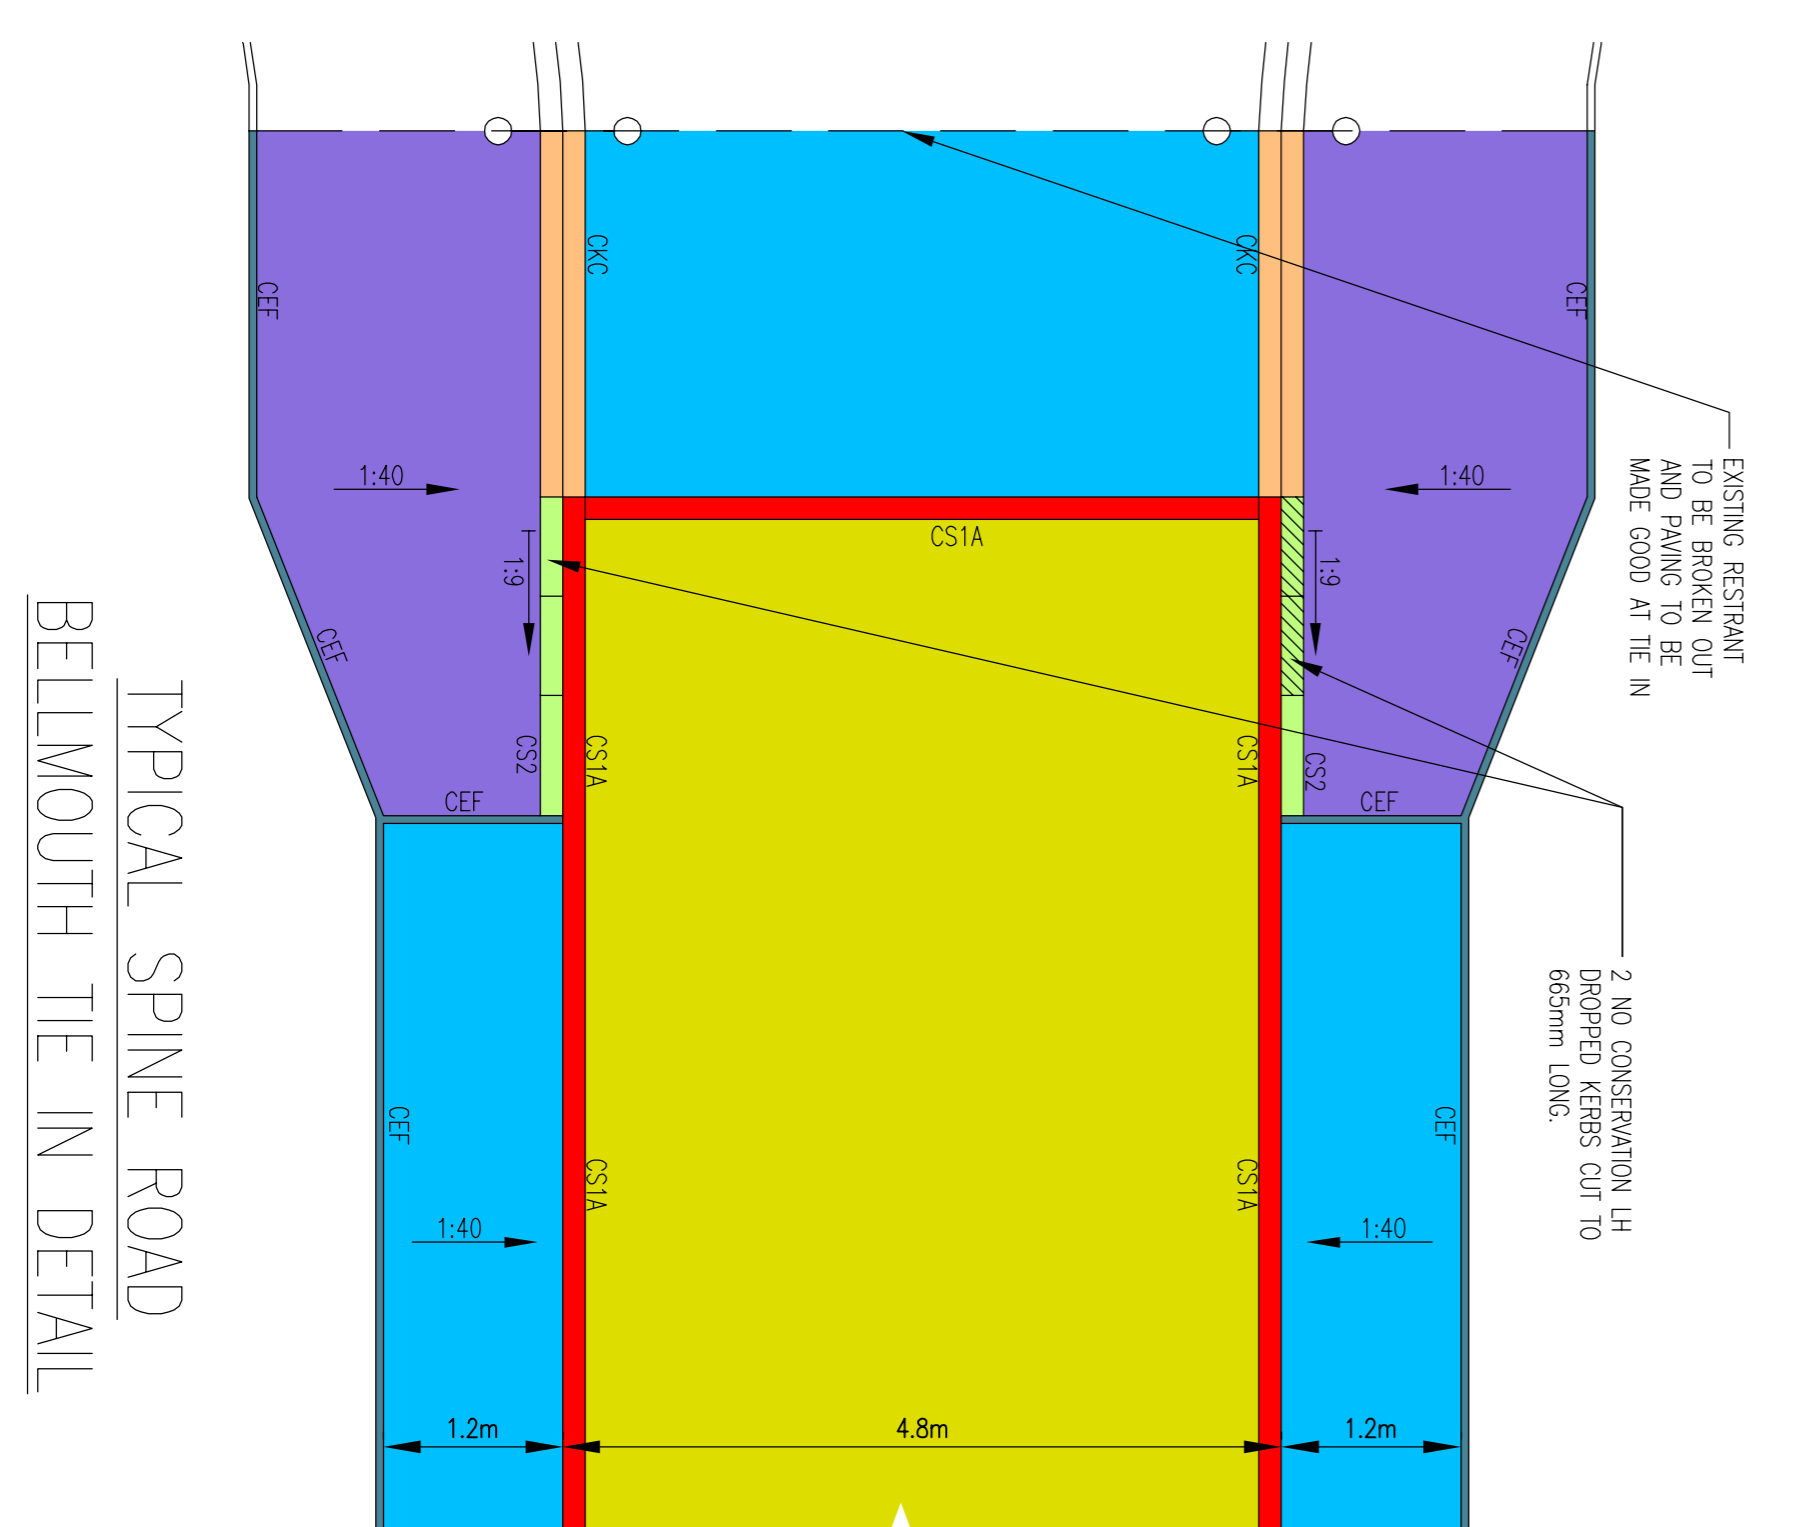 CKC
CKC
CEF
CEF
EXISTING RESTRANT
TO BE BROKEN OUT
AND PAVING TO BE
MADE GOOD AT TIE IN
1:40
1:40
CS1A
1:9
1:9
CEF
CEF
CS2
CS1A
CS1A
CS2
CEF
CEF
2 NO CONSERVATION LH
DROPPED KERBS CUT TO
665mm LONG.
CEF
CEF
CS1A
CS1A
1:40
1:40
1.2m
4.8m
1.2m
TYPICAL SPINE ROAD
BELLMOUTH TIE IN DETAIL